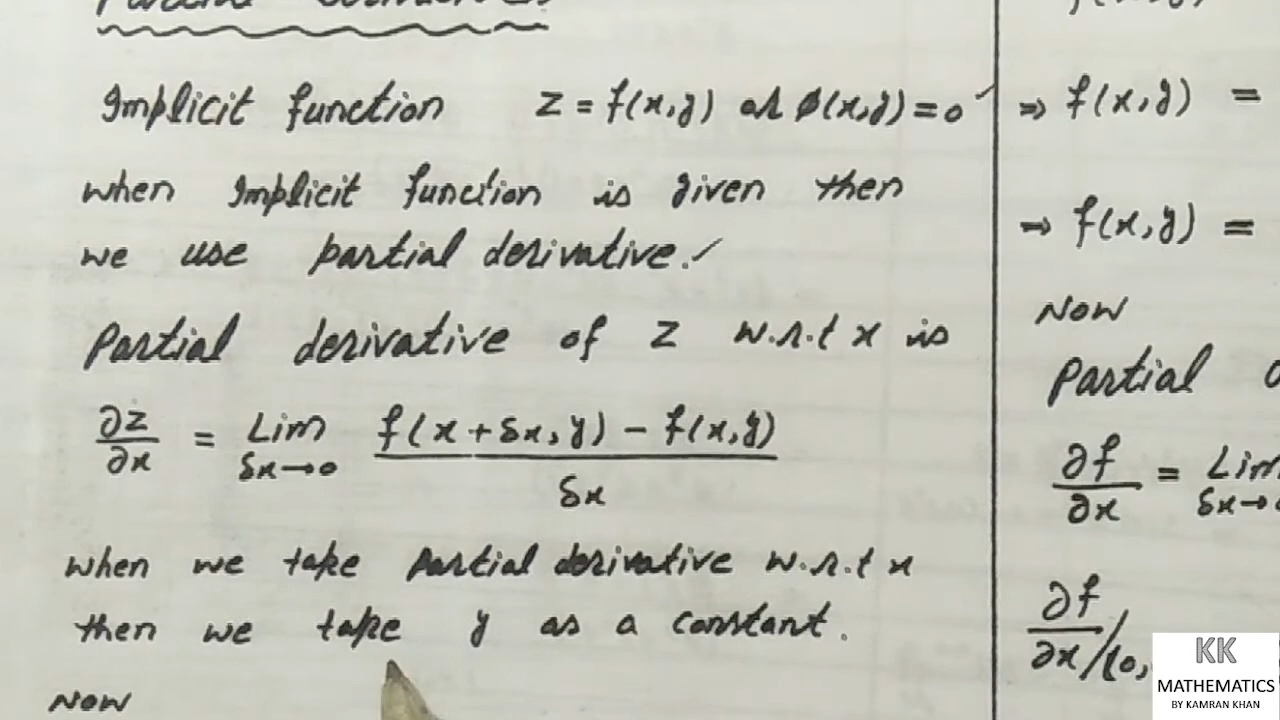 Implicit function z = f(x,y) or ϕ(x,y) = 0
when Implicit function is given then
we use partial derivative.
Partial derivative of z w.r.t x is
∂z/∂x = Lim δx→0 f(x+δx, y) - f(x,y) / δx
when we take partial derivative w.r.t x
then we take y as a constant.
Now
⇒ f(x,y) =
⇒ f(x,y) =
Now
Partial
∂f/∂x = Lim δx→
∂f/∂x /(0,
KK
MATHEMATICS
BY KAMRAN KHAN